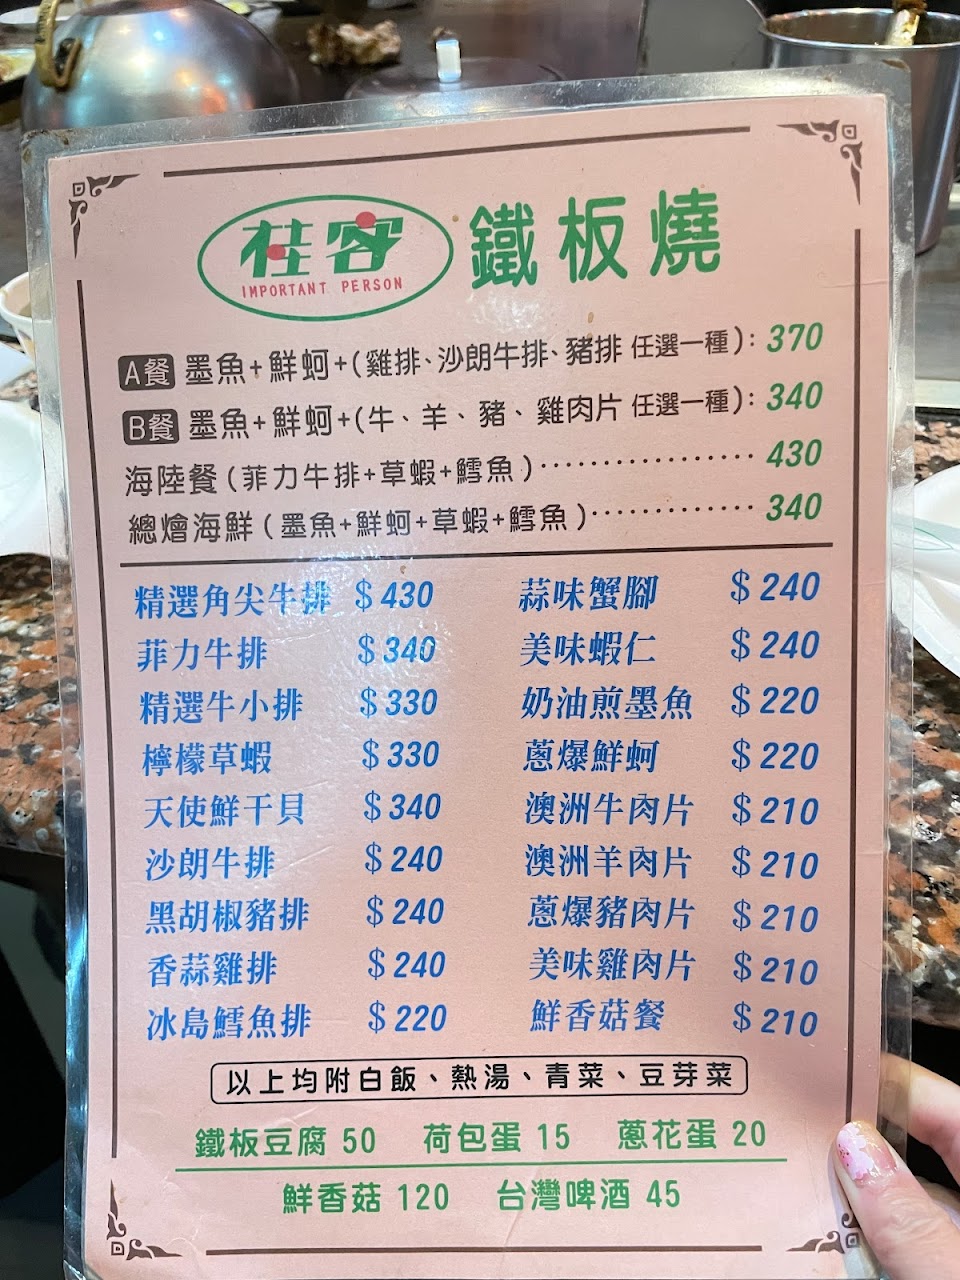 桂客 鐵板燒
IMPORTANT PERSON
A餐 墨魚+鮮蚵+(雞排、沙朗牛排、豬排 任選一種): 370
B餐 墨魚+鮮蚵+(牛、羊、豬、雞肉片 任選一種): 340
海陸餐(菲力牛排+草蝦+鱈魚)·················· 430
總燴海鮮(墨魚+鮮蚵+草蝦+鱈魚)············· 340
精選角尖牛排 $430 蒜味蟹腳 $240
菲力牛排 $340 美味蝦仁 $240
精選牛小排 $330 奶油煎墨魚 $220
檸檬草蝦 $330 蔥爆鮮蚵 $220
天使鮮干貝 $340 澳洲牛肉片 $210
沙朗牛排 $240 澳洲羊肉片 $210
黑胡椒豬排 $240 蔥爆豬肉片 $210
香蒜雞排 $240 美味雞肉片 $210
冰島鱈魚排 $220 鮮香菇餐 $210
以上均附白飯、熱湯、青菜、豆芽菜
鐵板豆腐 50 荷包蛋 15 蔥花蛋 20
鮮香菇 120 台灣啤酒 45